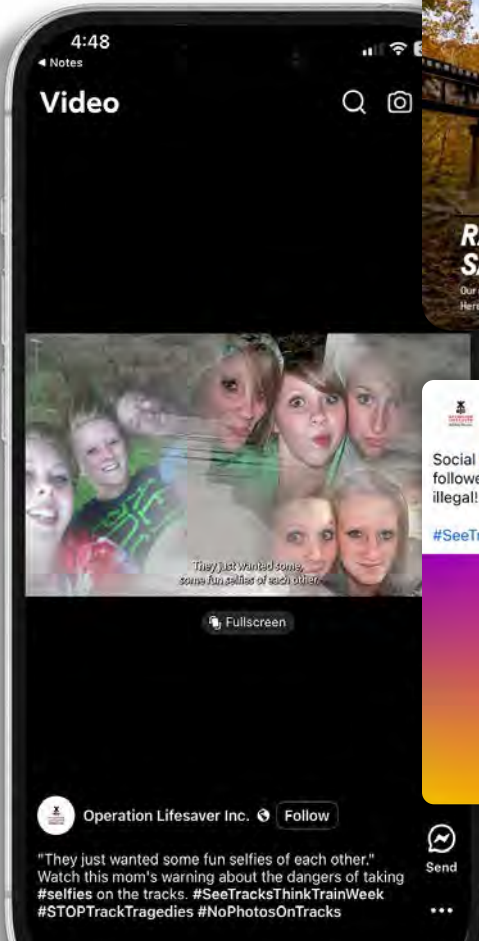 4:48
Notes
Video
They just wanted some,
some fun selfies of each other.
Fullscreen
Operation Lifesaver Inc.
Follow
"They just wanted some fun selfies of each other."
Watch this mom's warning about the dangers of taking
#selfies on the tracks. #SeeTracksThinkTrainWeek
#STOPTrackTragedies #NoPhotosOnTracks
Send
Social
followe
illegal!
#SeeTr